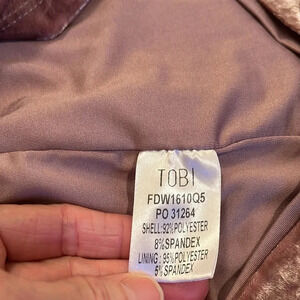 TOBI
FDW1610Q5
PO 31264
SHELL: 92%POLYESTER
8%SPANDEX
LINING: 95%POLYESTER
5%SPANDEX